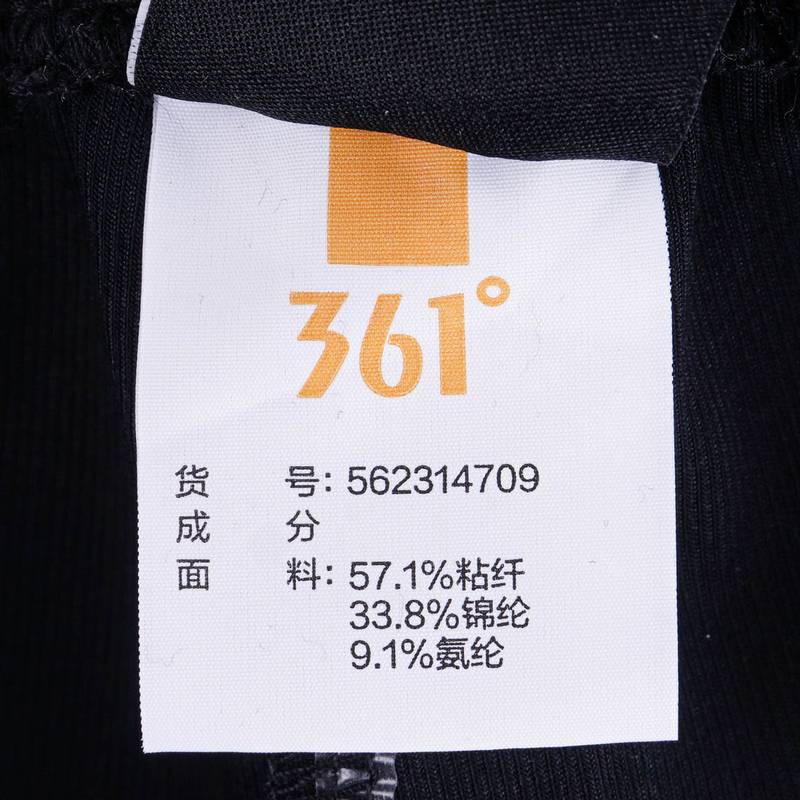 361°
货 号: 562314709
成 分
面 料: 57.1%粘纤
33.8%锦纶
9.1%氨纶